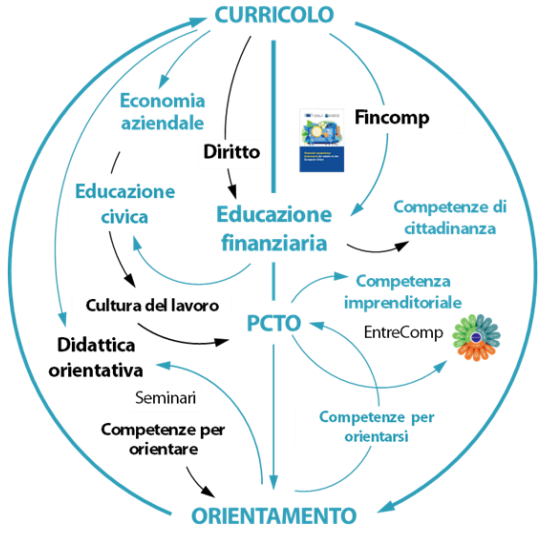 CURRICOLO
Economia
aziendale
Fincomp
Diritto
Educazione
civica
Educazione
finanziaria
Competenze di
cittadinanza
Cultura del lavoro
PCTO
Competenza
imprenditoriale
EntreComp
Didattica
orientativa
Seminari
Competenze per
orientare
Competenze per
orientarsi
ORIENTAMENTO